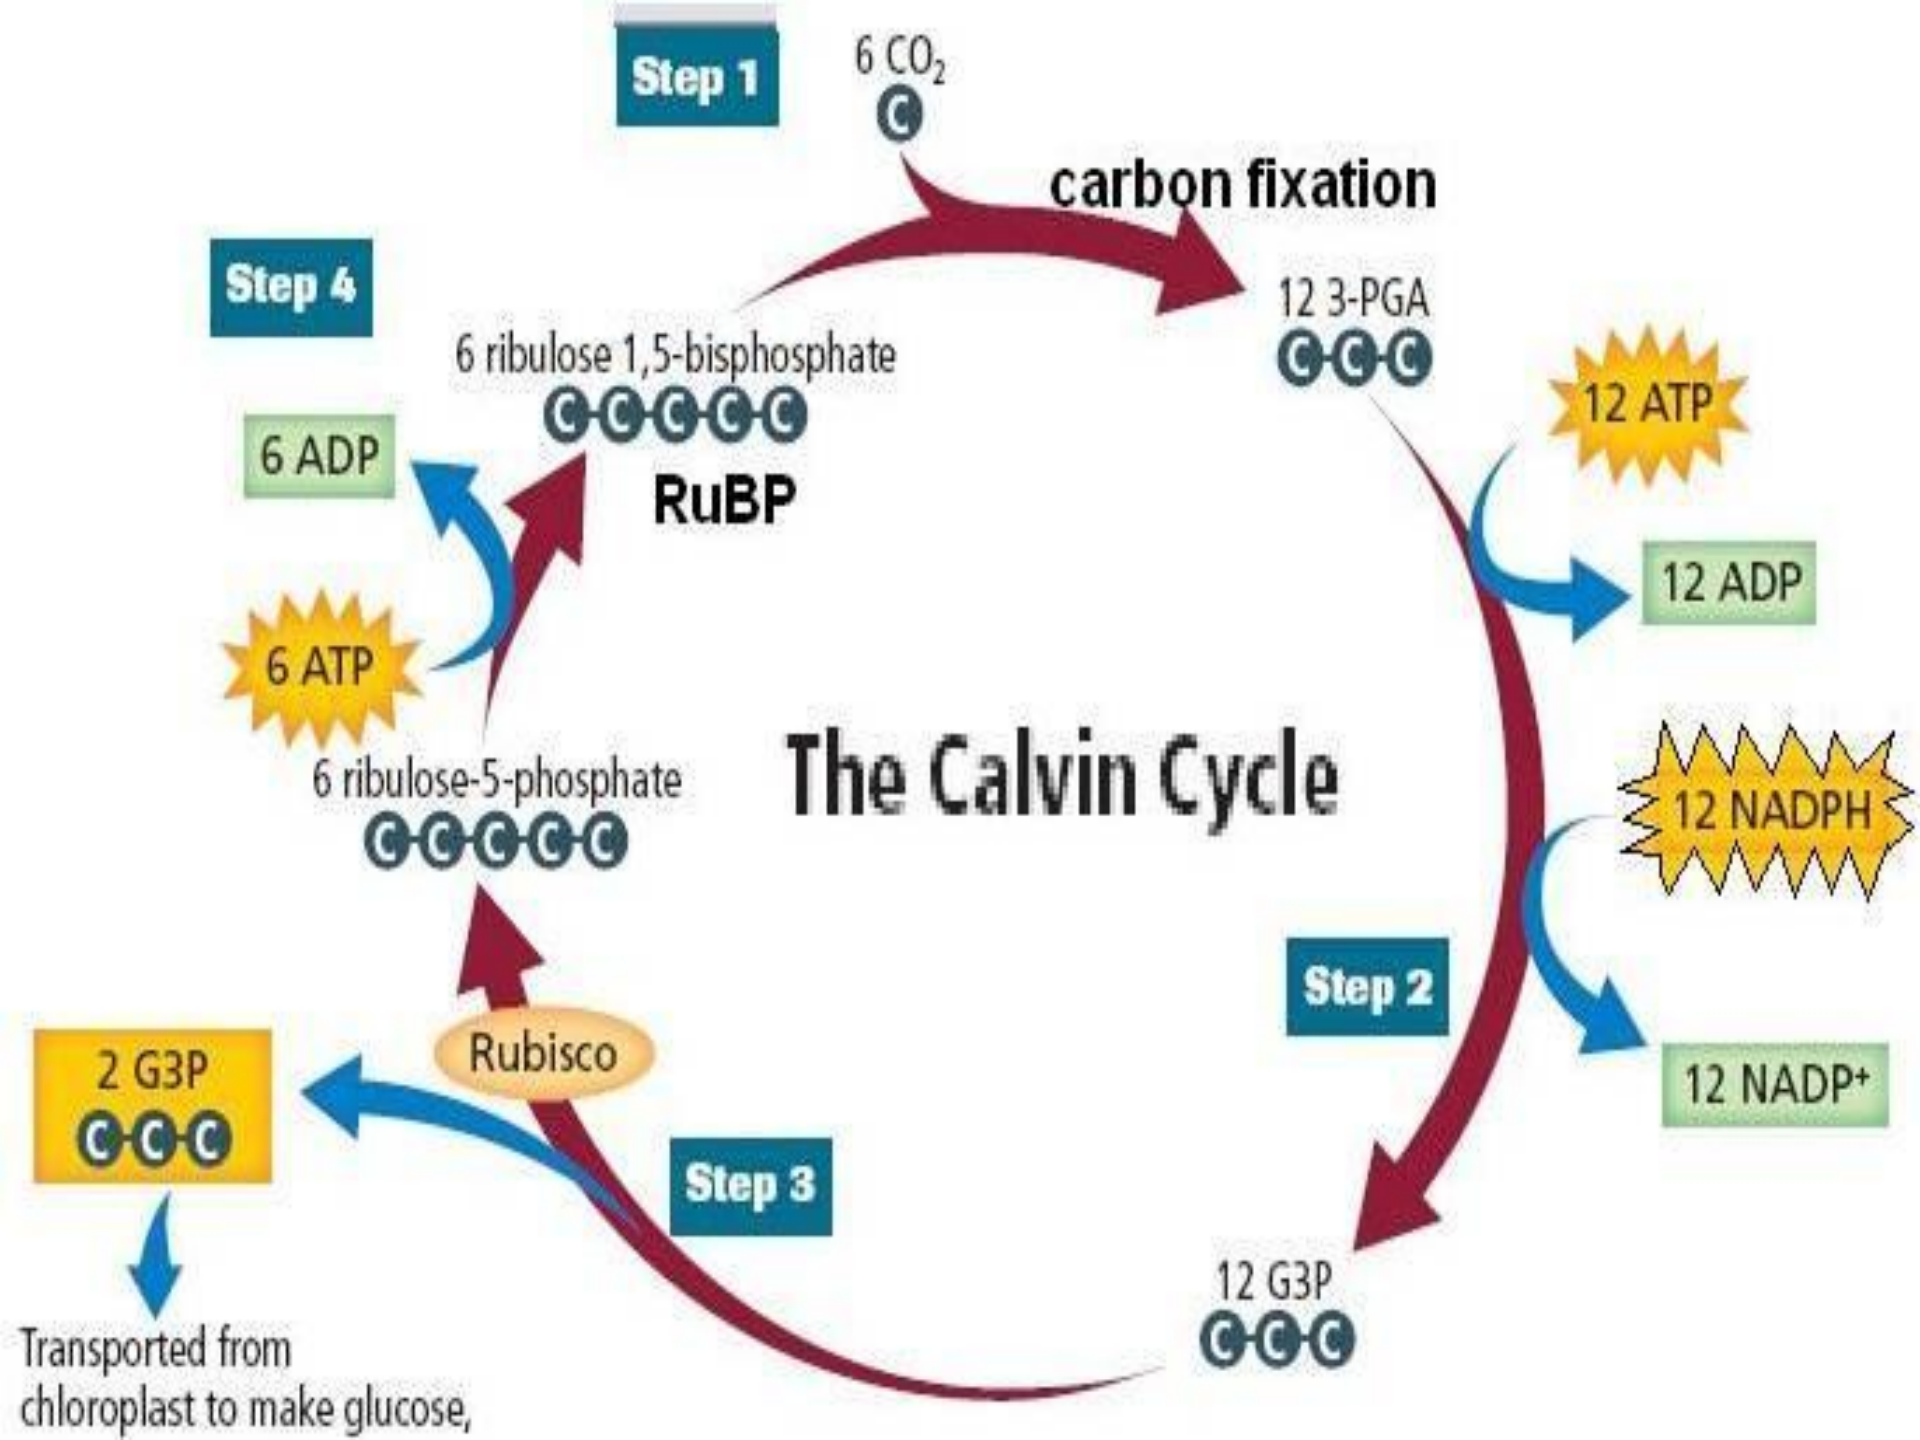 Step 1
6 CO₂
C
carbon fixation
12 3-PGA
C-C-C
12 ATP
12 ADP
12 NADPH
12 NADP⁺
Step 2
12 G3P
C-C-C
Step 3
Rubisco
2 G3P
C-C-C
Transported from
chloroplast to make glucose,
6 ribulose-5-phosphate
C-C-C-C-C
6 ATP
6 ADP
Step 4
6 ribulose 1,5-bisphosphate
C-C-C-C-C
RuBP
The Calvin Cycle